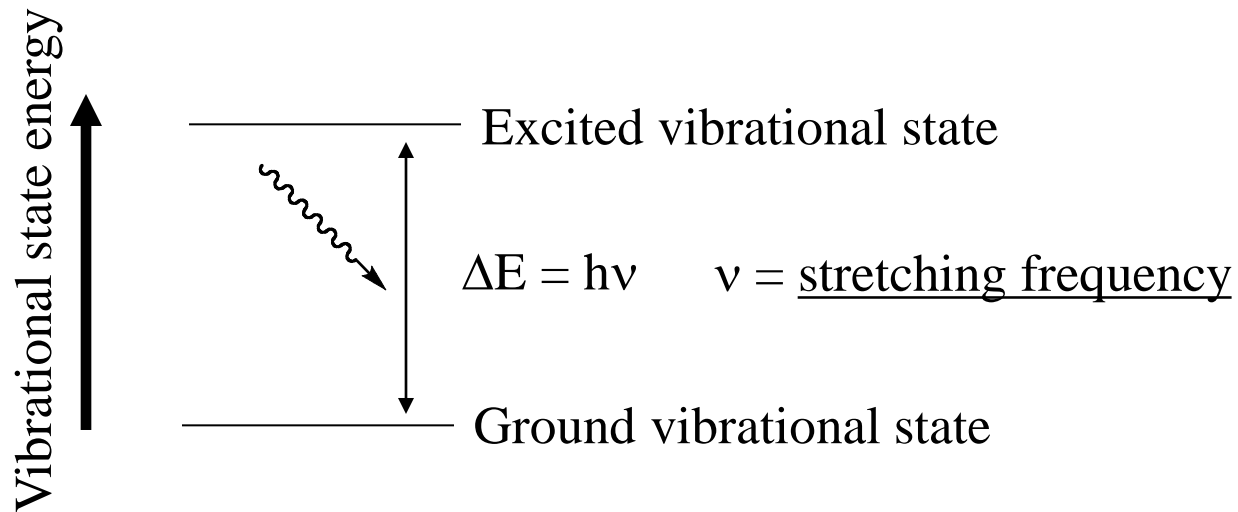 Vibrational state energy
Excited vibrational state
ΔE = hν ν = stretching frequency
Ground vibrational state